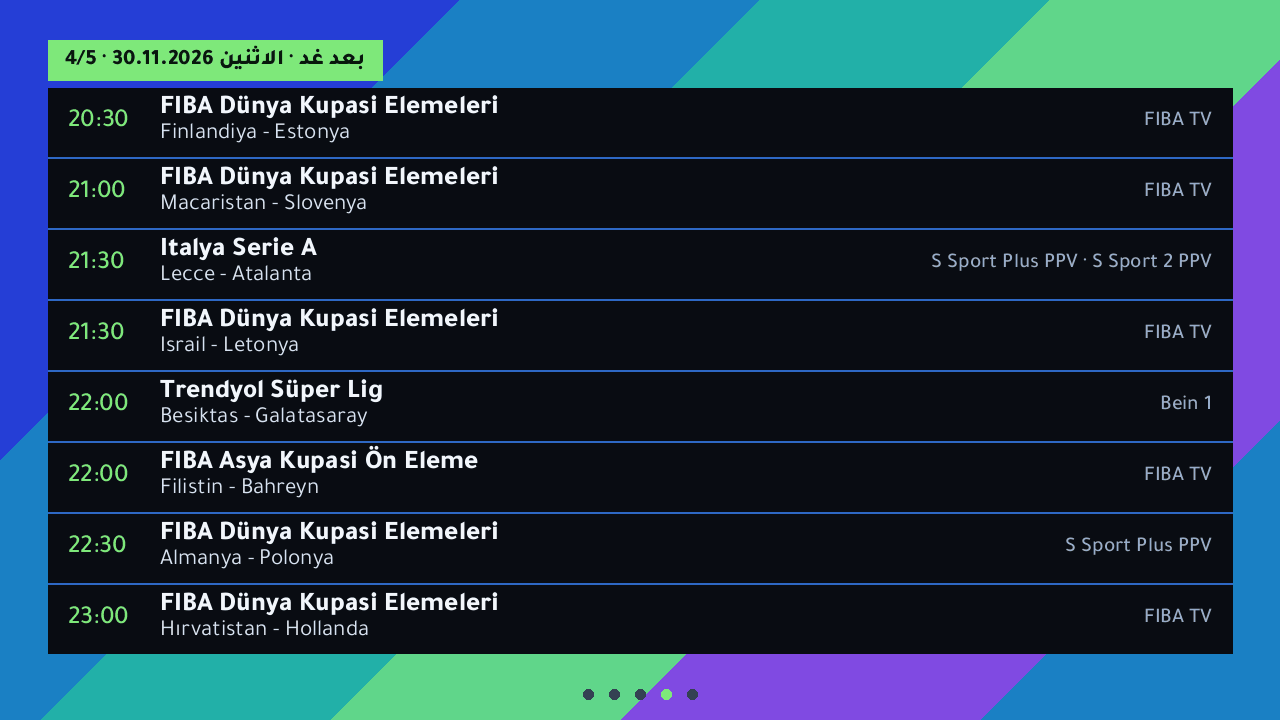 بعد غد · الاثنين 30.11.2026 · 4/5
20:30
FIBA Dünya Kupasi Elemeleri
Finlandiya - Estonya
FIBA TV
21:00
FIBA Dünya Kupasi Elemeleri
Macaristan - Slovenya
FIBA TV
21:30
Italya Serie A
Lecce - Atalanta
S Sport Plus PPV · S Sport 2 PPV
21:30
FIBA Dünya Kupasi Elemeleri
Israil - Letonya
FIBA TV
22:00
Trendyol Süper Lig
Besiktas - Galatasaray
Bein 1
22:00
FIBA Asya Kupasi Ön Eleme
Filistin - Bahreyn
FIBA TV
22:30
FIBA Dünya Kupasi Elemeleri
Almanya - Polonya
S Sport Plus PPV
23:00
FIBA Dünya Kupasi Elemeleri
Hırvatistan - Hollanda
FIBA TV